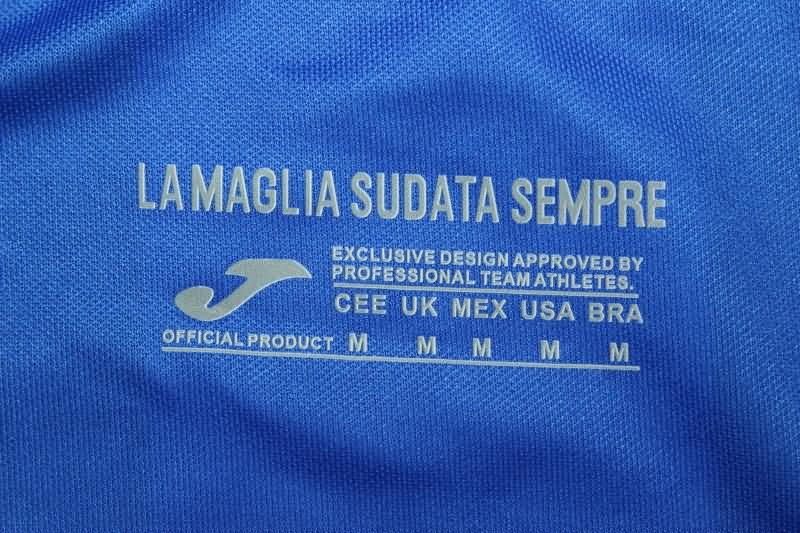 LA MAGLIA SUDATA SEMPRE
EXCLUSIVE DESIGN APPROVED BY
PROFESSIONAL TEAM ATHLETES.
CEE UK MEX USA BRA
OFFICIAL PRODUCT M M M M M